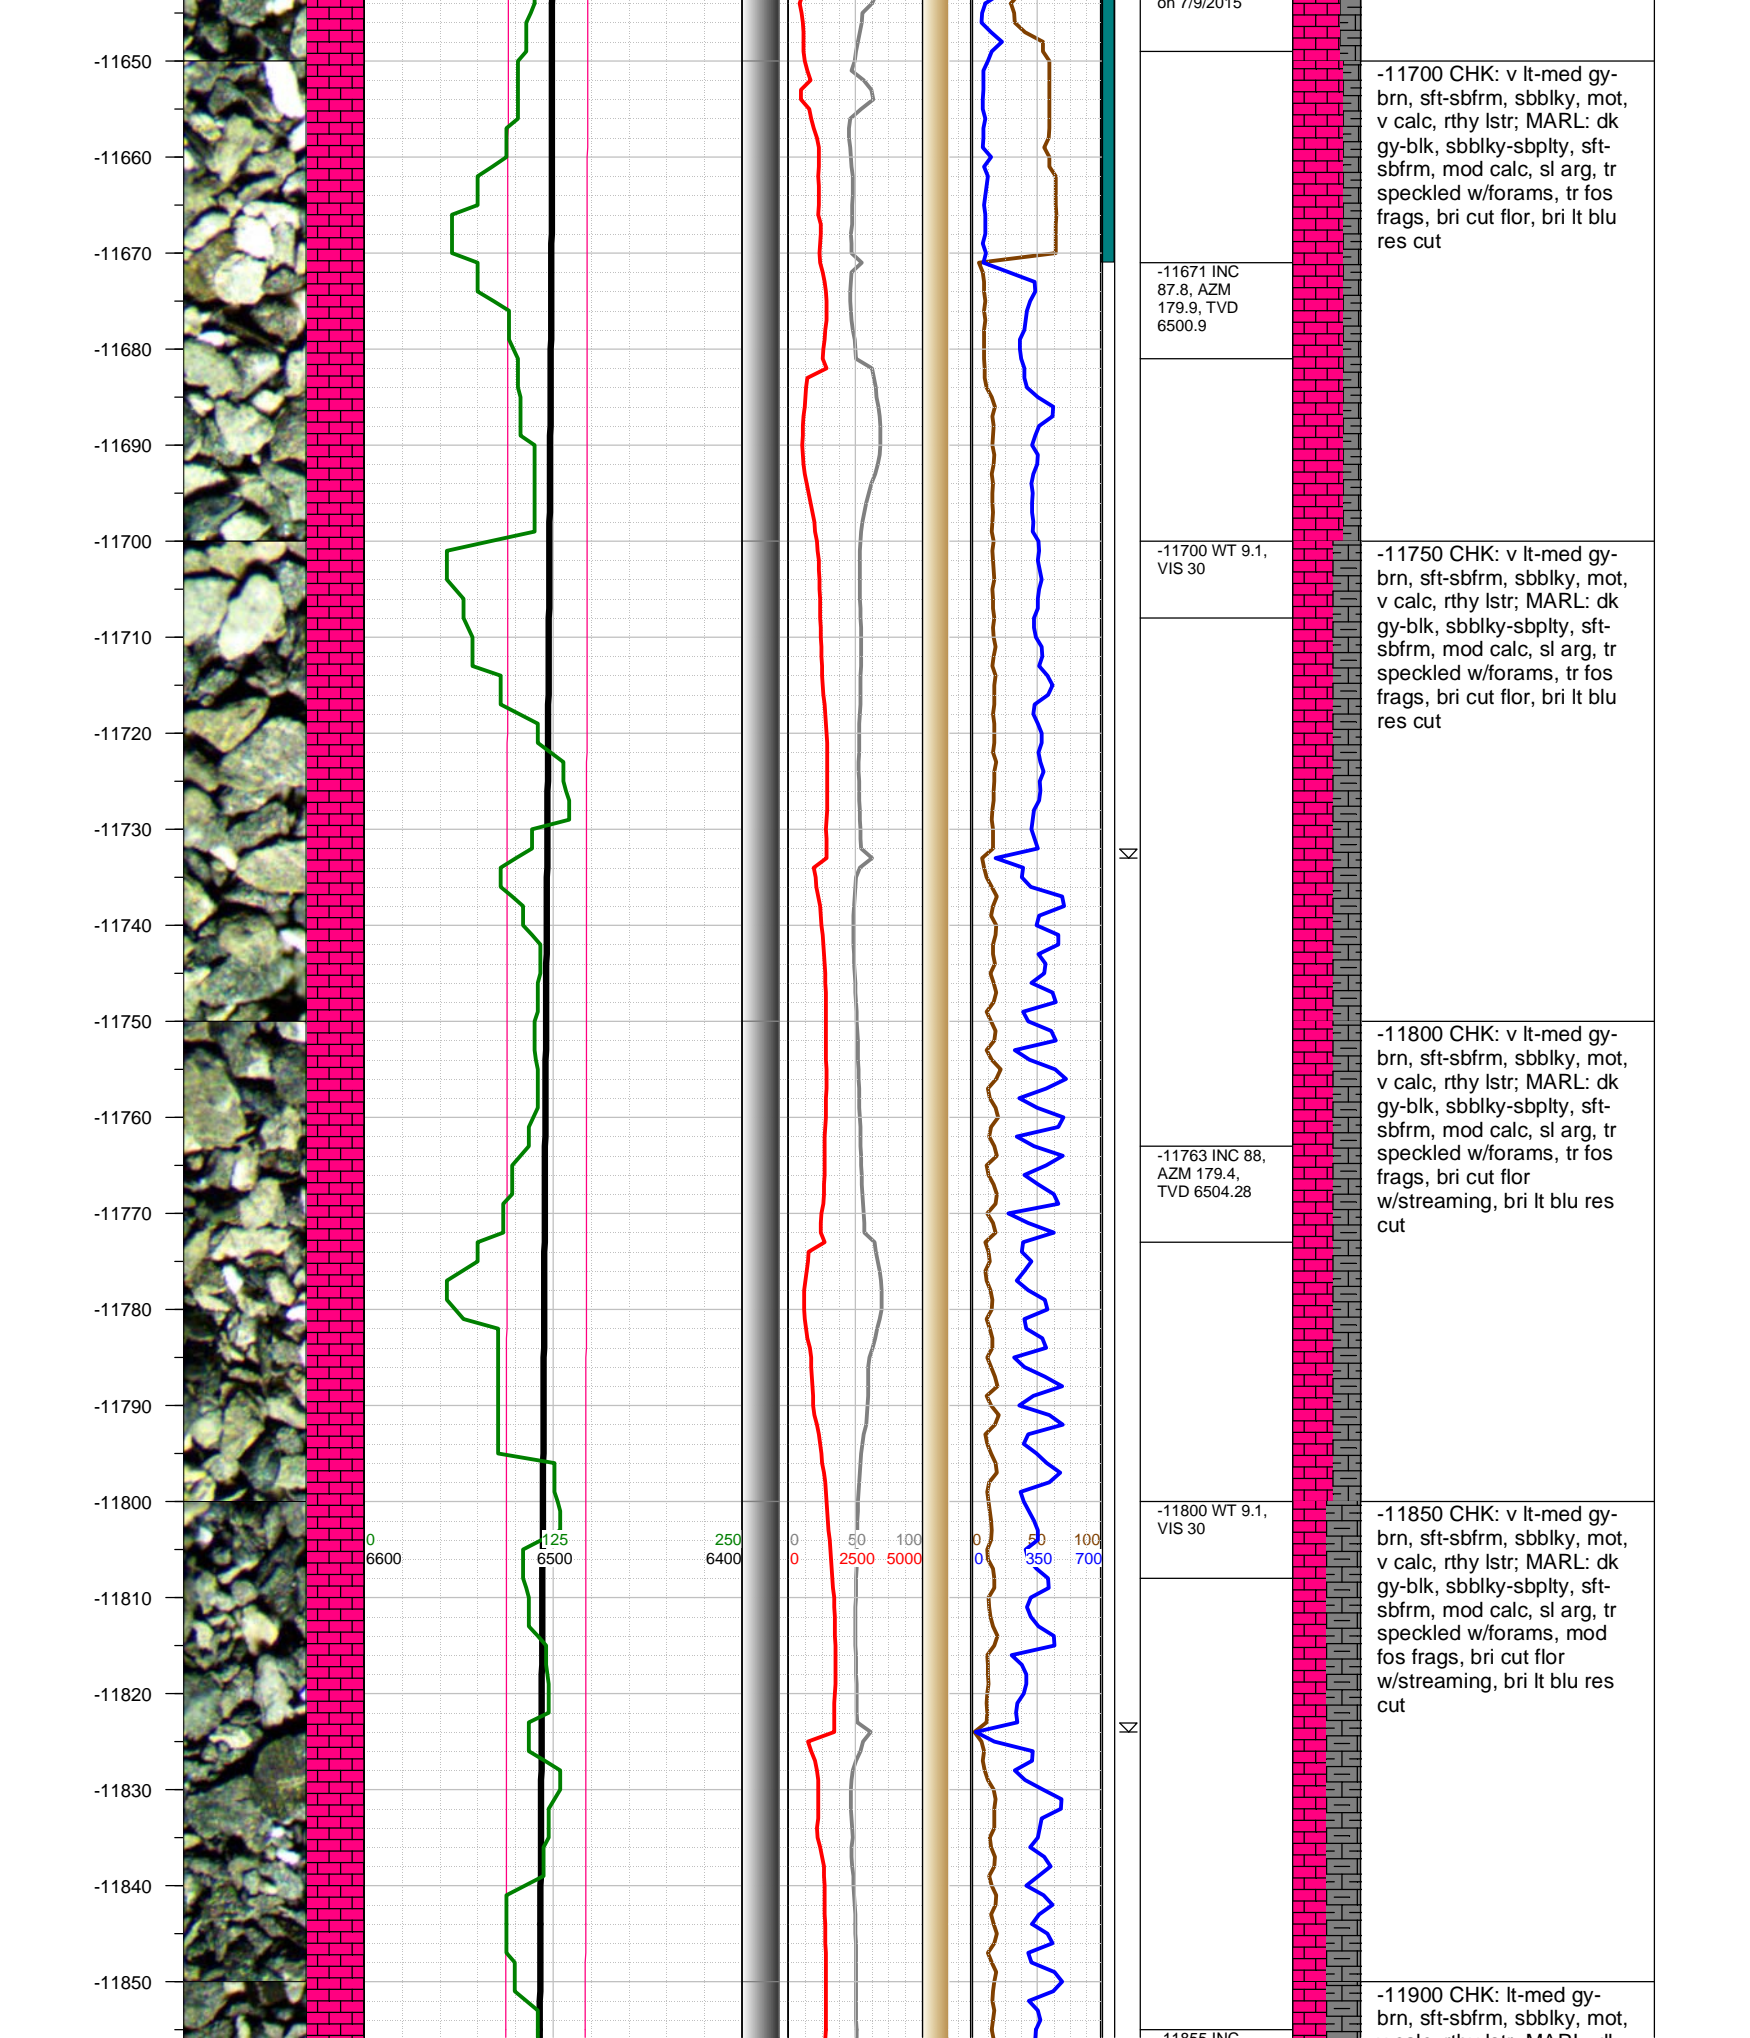 on 7/9/2015
-11650
-11660
-11670
-11680
-11690
-11700
-11710
-11720
-11730
-11740
-11750
-11760
-11770
-11780
-11790
-11800
-11810
-11820
-11830
-11840
-11850
0 125 250
6600 6500 6400
0 50 100
0 2500 5000
0 50 100
0 350 700
-11671 INC
87.8, AZM
179.9, TVD
6500.9
-11700 WT 9.1,
VIS 30
-11763 INC 88,
AZM 179.4,
TVD 6504.28
-11800 WT 9.1,
VIS 30
-11855 INC
-11700 CHK: v lt-med gy-
brn, sft-sbfrm, sbblky, mot,
v calc, rthy lstr; MARL: dk
gy-blk, sbblky-sbplty, sft-
sbfrm, mod calc, sl arg, tr
speckled w/forams, tr fos
frags, bri cut flor, bri lt blu
res cut
-11750 CHK: v lt-med gy-
brn, sft-sbfrm, sbblky, mot,
v calc, rthy lstr; MARL: dk
gy-blk, sbblky-sbplty, sft-
sbfrm, mod calc, sl arg, tr
speckled w/forams, tr fos
frags, bri cut flor, bri lt blu
res cut
-11800 CHK: v lt-med gy-
brn, sft-sbfrm, sbblky, mot,
v calc, rthy lstr; MARL: dk
gy-blk, sbblky-sbplty, sft-
sbfrm, mod calc, sl arg, tr
speckled w/forams, tr fos
frags, bri cut flor
w/streaming, bri lt blu res
cut
-11850 CHK: v lt-med gy-
brn, sft-sbfrm, sbblky, mot,
v calc, rthy lstr; MARL: dk
gy-blk, sbblky-sbplty, sft-
sbfrm, mod calc, sl arg, tr
speckled w/forams, mod
fos frags, bri cut flor
w/streaming, bri lt blu res
cut
-11900 CHK: lt-med gy-
brn, sft-sbfrm, sbblky, mot,